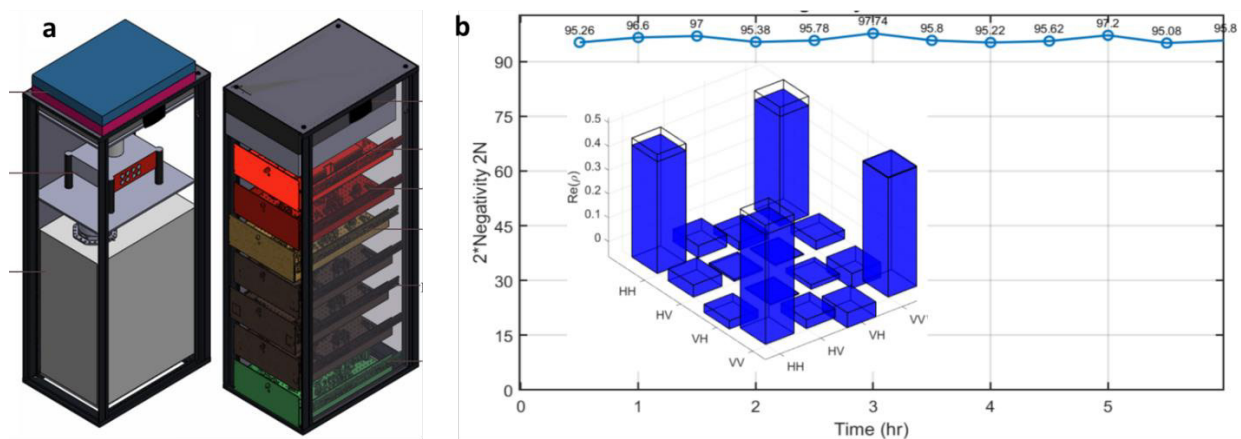 a
b
95.26 96.6 97 95.38 95.78 97.74 95.8 95.22 95.62 97.2 95.08 95.8
90
75
60
45
30
15
0
2*Negativity 2N
0 1 2 3 4 5
Time (hr)
0.5
0.4
0.3
0.2
0.1
0
Re(ρ)
HH
HV
VH
VV
HH
HV
VH
VV